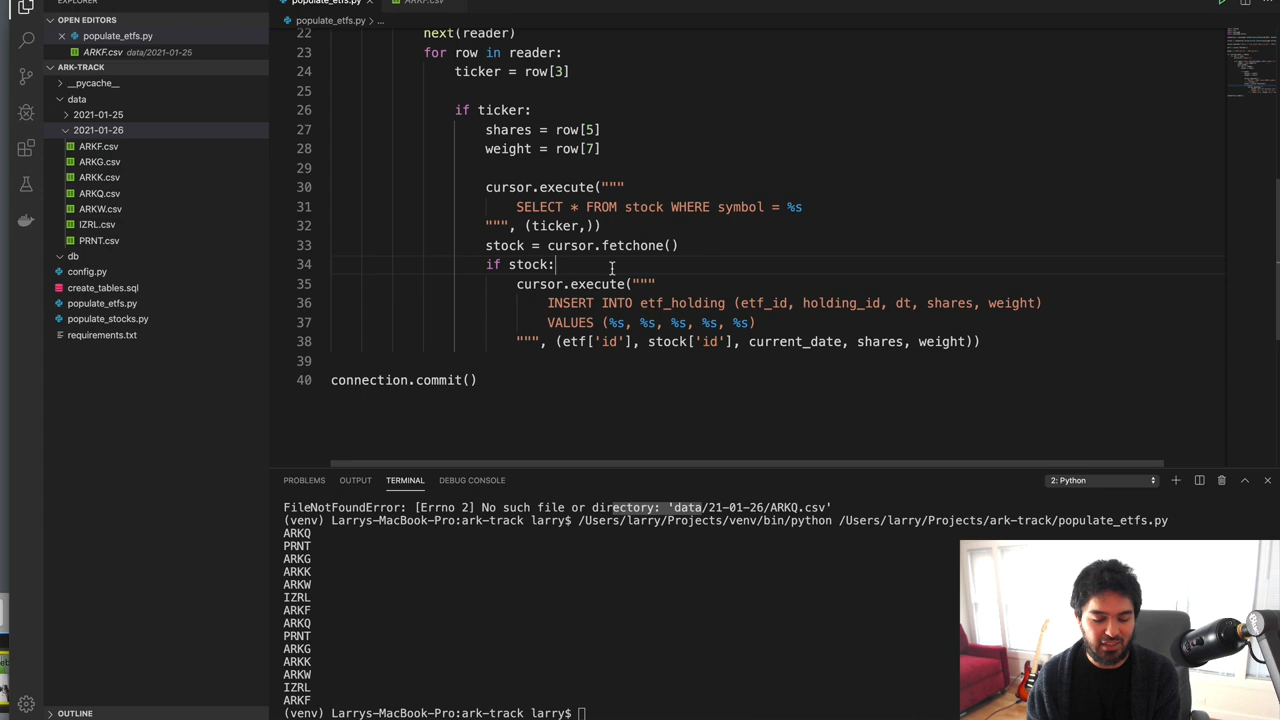 EXPLORER
OPEN EDITORS
populate_etfs.py
ARKF.csv data/2021-01-25
ARK-TRACK
__pycache__
data
2021-01-25
2021-01-26
ARKF.csv
ARKG.csv
ARKK.csv
ARKQ.csv
ARKW.csv
IZRL.csv
PRNT.csv
db
config.py
create_tables.sql
populate_etfs.py
populate_stocks.py
requirements.txt
OUTLINE
populate_etfs.py
ARKF.csv
populate_etfs.py > ...
22 next(reader)
23 for row in reader:
24 ticker = row[3]
25
26 if ticker:
27 shares = row[5]
28 weight = row[7]
29
30 cursor.execute("""
31 SELECT * FROM stock WHERE symbol = %s
32 """, (ticker,))
33 stock = cursor.fetchone()
34 if stock:
35 cursor.execute("""
36 INSERT INTO etf_holding (etf_id, holding_id, dt, shares, weight)
37 VALUES (%s, %s, %s, %s, %s)
38 """, (etf['id'], stock['id'], current_date, shares, weight))
39
40 connection.commit()
PROBLEMS OUTPUT TERMINAL DEBUG CONSOLE 2: Python
FileNotFoundError: [Errno 2] No such file or directory: 'data/21-01-26/ARKQ.csv'
(venv) Larrys-MacBook-Pro:ark-track larry$ /Users/larry/Projects/venv/bin/python /Users/larry/Projects/ark-track/populate_etfs.py
ARKQ
PRNT
ARKG
ARKK
ARKW
IZRL
ARKF
ARKQ
PRNT
ARKG
ARKK
ARKW
IZRL
ARKF
(venv) Larrys-MacBook-Pro:ark-track larry$